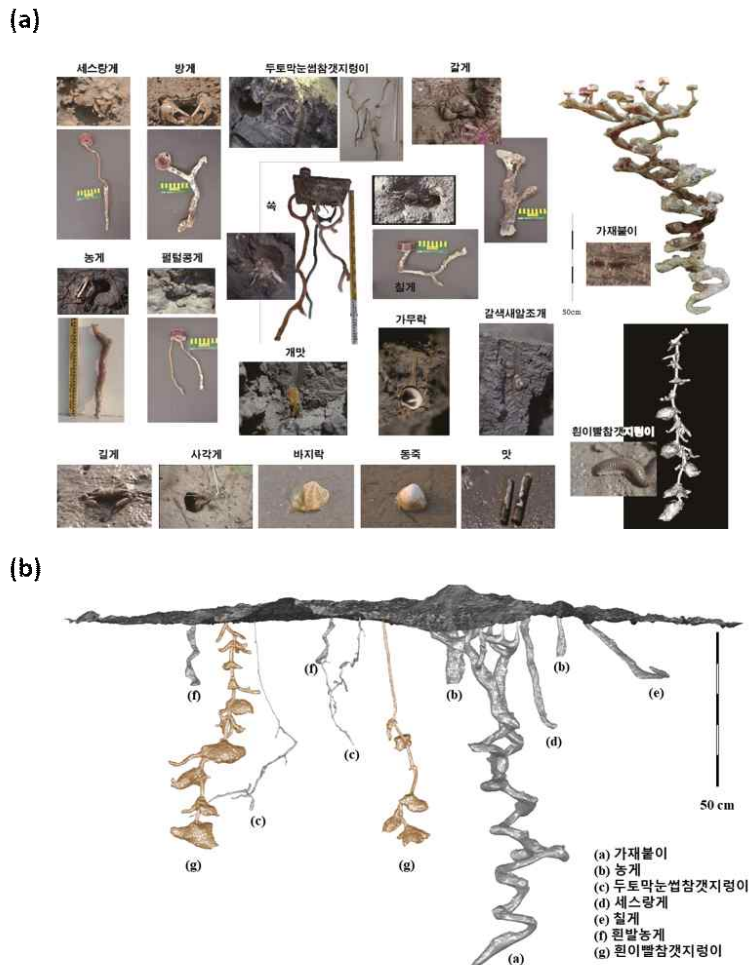 (a)
세스랑게
방게
두토막눈썹참갯지렁이
갈게
쏙
칠게
가재붙이
50cm
농게
펄털콩게
개맛
가무락
갈색새알조개
흰이빨참갯지렁이
길게
사각게
바지락
동죽
맛
(b)
(f)
(f)
(b)
(b)
(e)
(d)
(c)
(c)
(g)
(g)
(a)
50 cm
(a) 가재붙이
(b) 농게
(c) 두토막눈썹참갯지렁이
(d) 세스랑게
(e) 칠게
(f) 흰발농게
(g) 흰이빨참갯지렁이